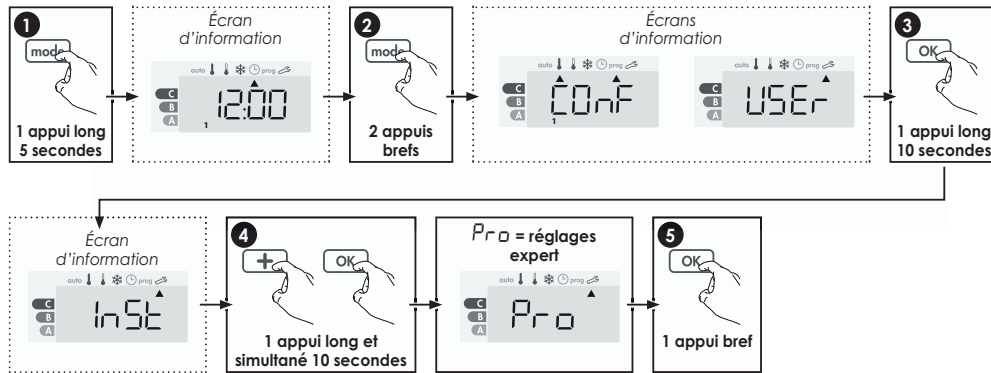 1
mode
1 appui long
5 secondes
Écran
d'information
auto prog
C
B
A
12:00
1
2
mode
2 appuis
brefs
Écrans
d'information
auto prog
C
B
A
COnF
1
auto prog
C
B
A
USEr
3
OK
1 appui long
10 secondes
Écran
d'information
auto prog
C
B
A
InSt
4
+
OK
1 appui long et
simultané 10 secondes
Pro = réglages
expert
auto prog
C
B
A
Pro
5
OK
1 appui bref